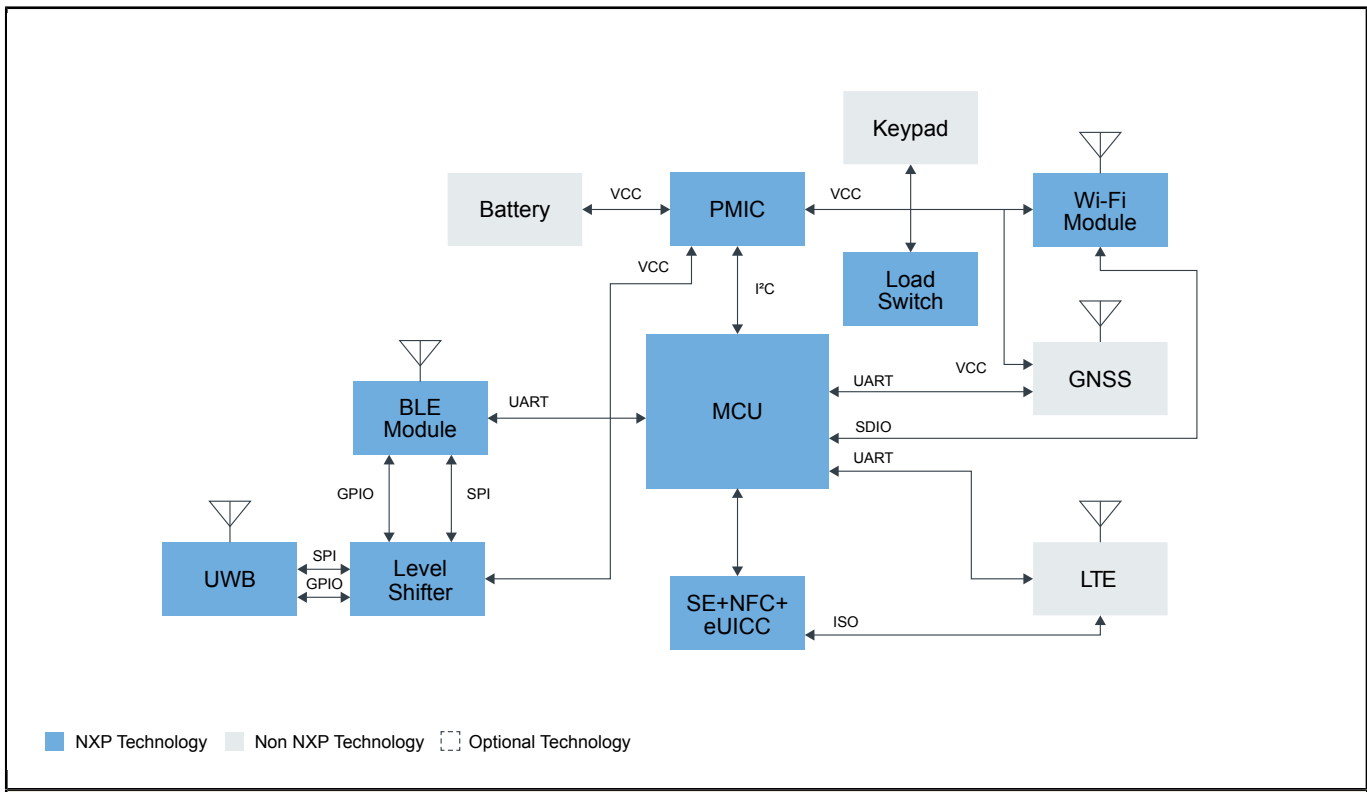 Keypad
Battery
VCC
PMIC
VCC
Wi-Fi
Module
VCC
I²C
Load
Switch
BLE
Module
UART
MCU
UART
VCC
GNSS
SDIO
UART
GPIO
SPI
UWB
SPI
GPIO
Level
Shifter
SE+NFC+
eUICC
ISO
LTE
NXP Technology
Non NXP Technology
Optional Technology